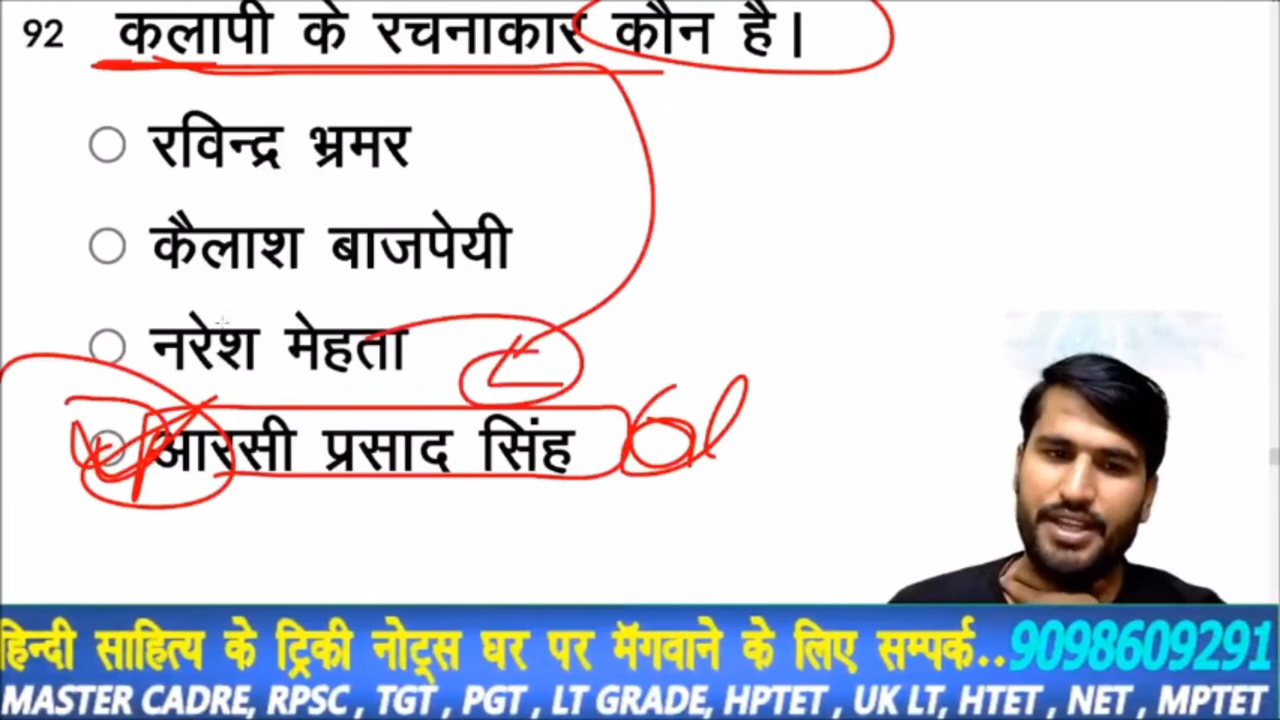 92 कलापी के रचनाकार कौन है।
रविन्द्र भ्रमर
कैलाश बाजपेयी
नरेश मेहता
आरसी प्रसाद सिंह
हिन्दी साहित्य के ट्रिकी नोट्स घर पर मॅगवाने के लिए सम्पर्क..9098609291
MASTER CADRE, RPSC , TGT , PGT , LT GRADE, HPTET , UK LT, HTET , NET , MPTET